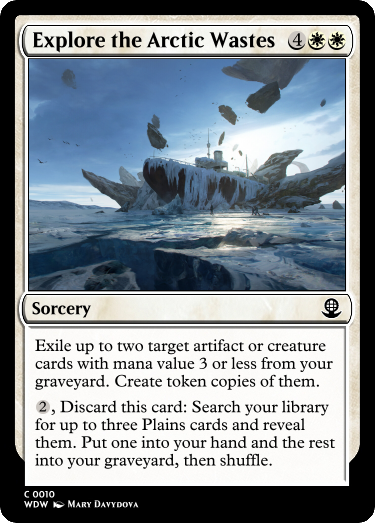 Explore the Arctic Wastes 4
Sorcery
Exile up to two target artifact or creature
cards with mana value 3 or less from your
graveyard. Create token copies of them.
2, Discard this card: Search your library
for up to three Plains cards and reveal
them. Put one into your hand and the rest
into your graveyard, then shuffle.
C 0010
WDW Mary Davydova